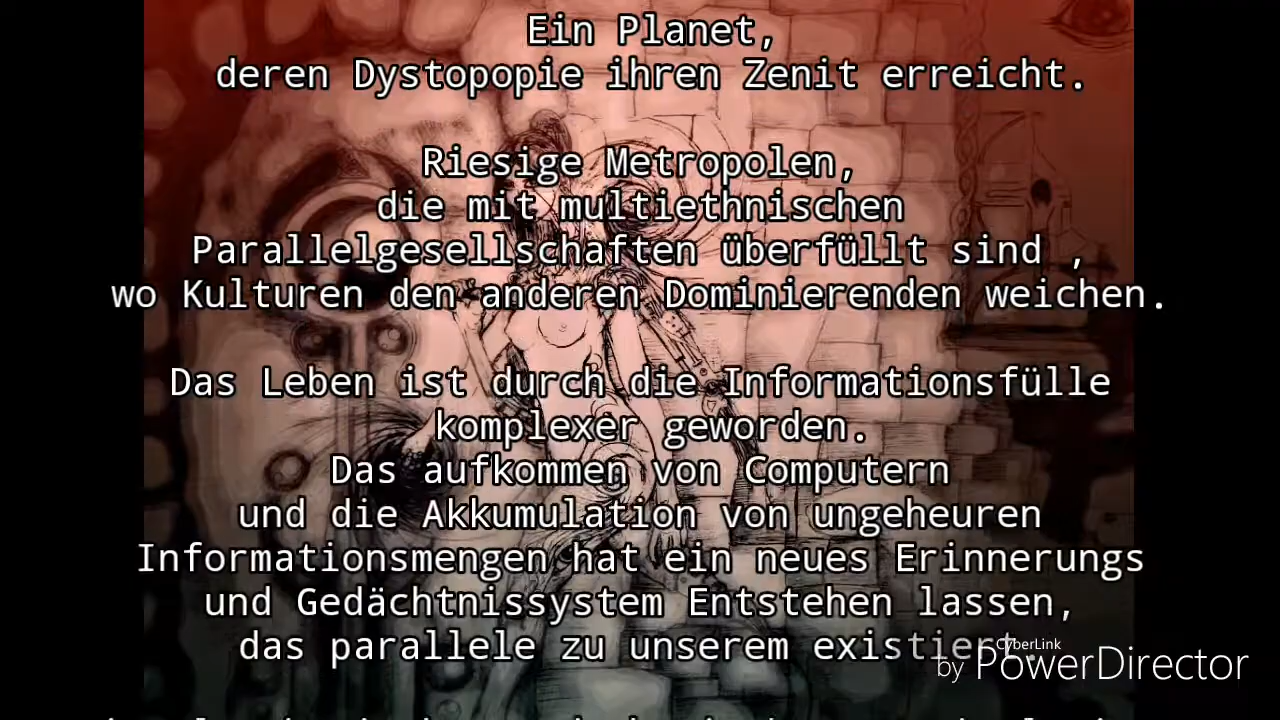 Ein Planet,
deren Dystopopie ihren Zenit erreicht.
Riesige Metropolen,
die mit multiethnischen
Parallelgesellschaften überfüllt sind ,
wo Kulturen den anderen Dominierenden weichen.
Das Leben ist durch die Informationsfülle
komplexer geworden.
Das aufkommen von Computern
und die Akkumulation von ungeheuren
Informationsmengen hat ein neues Erinnerungs
und Gedächtnissystem Entstehen lassen,
das parallele zu unserem existiert.
CyberLink
by PowerDirector